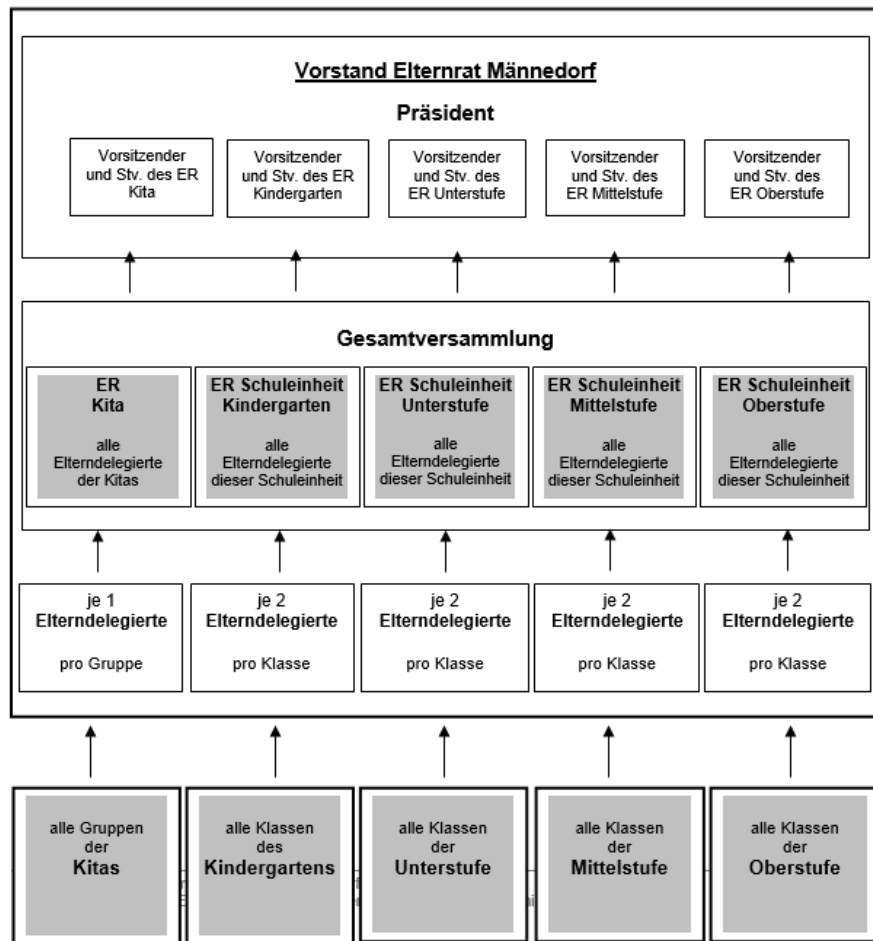 Vorstand Elternrat Männedorf
Präsident
Vorsitzender
und Stv. des ER
Kita
Vorsitzender
und Stv. des ER
Kindergarten
Vorsitzender
und Stv. des
ER Unterstufe
Vorsitzender
und Stv. des
ER Mittelstufe
Vorsitzender
und Stv. des
ER Oberstufe
Gesamtversammlung
ER
Kita
alle
Elterndelegierte
der Kitas
ER Schuleinheit
Kindergarten
alle
Elterndelegierte
dieser Schuleinheit
ER Schuleinheit
Unterstufe
alle
Elterndelegierte
dieser Schuleinheit
ER Schuleinheit
Mittelstufe
alle
Elterndelegierte
dieser Schuleinheit
ER Schuleinheit
Oberstufe
alle
Elterndelegierte
dieser Schuleinheit
je 1
Elterndelegierte
pro Gruppe
je 2
Elterndelegierte
pro Klasse
je 2
Elterndelegierte
pro Klasse
je 2
Elterndelegierte
pro Klasse
je 2
Elterndelegierte
pro Klasse
alle Gruppen
der
Kitas
alle Klassen
des
Kindergartens
alle Klassen
der
Unterstufe
alle Klassen
der
Mittelstufe
alle Klassen
der
Oberstufe